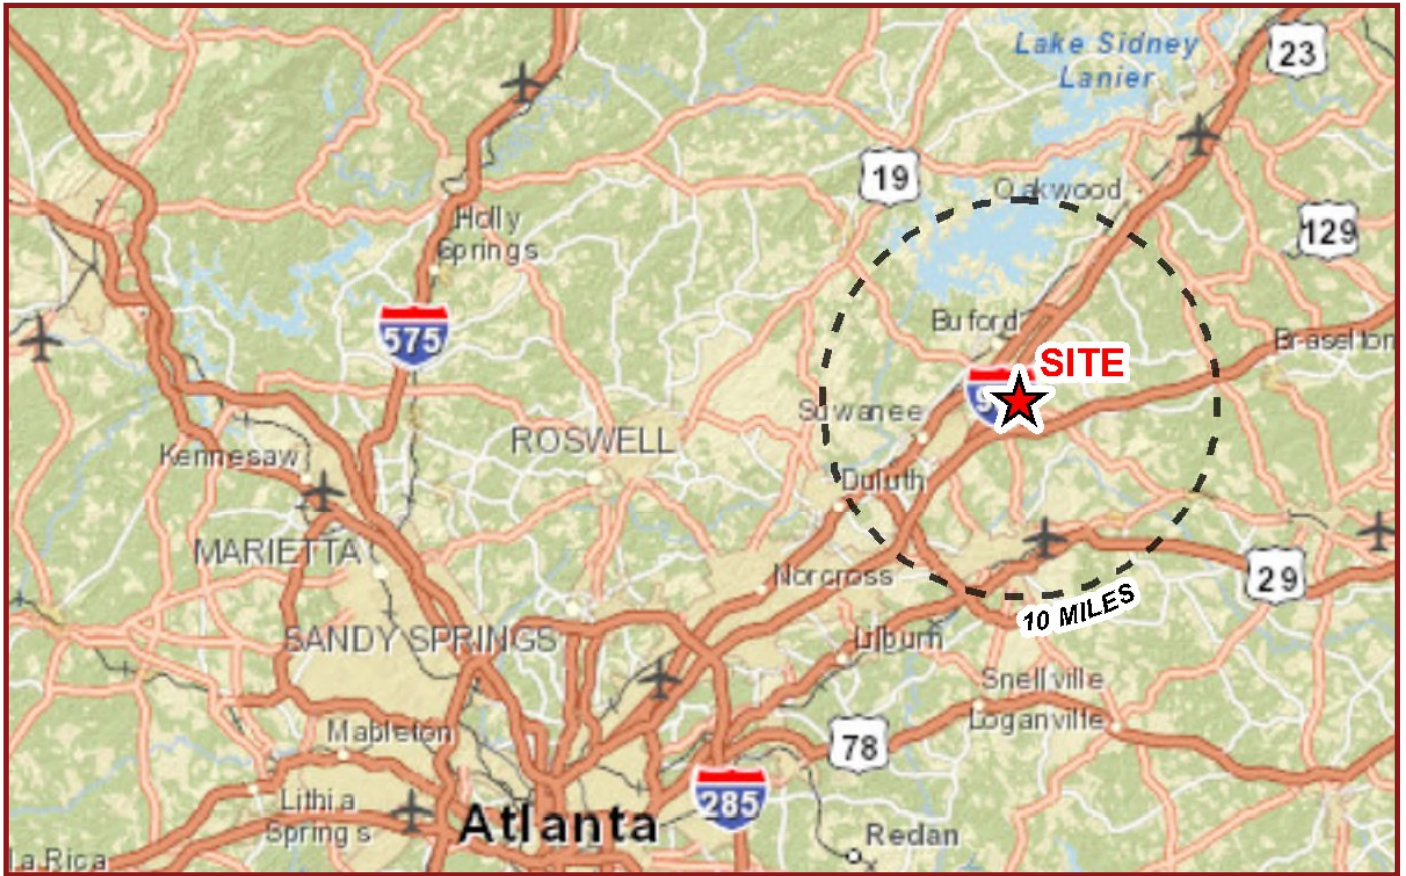 Lake Sidney
Lanier
23
19
Oakwood
129
Holly
Springs
575
Buford
Braselton
SITE
9
Suwanee
ROSWELL
Kennesaw
Duluth
MARIETTA
Norcross
29
10 MILES
SANDY SPRINGS
Lilburn
Snellville
Loganville
Mableton
78
285
Lithia
Springs
Atlanta
Redan
la Rica